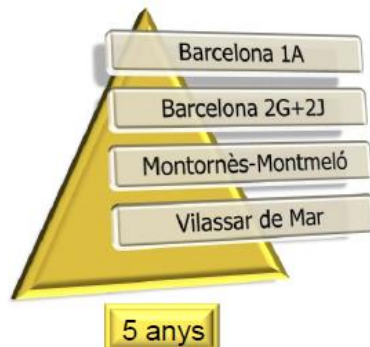 Barcelona 1A
Barcelona 2G+2J
Montornès-Montmeló
Vilassar de Mar
5 anys